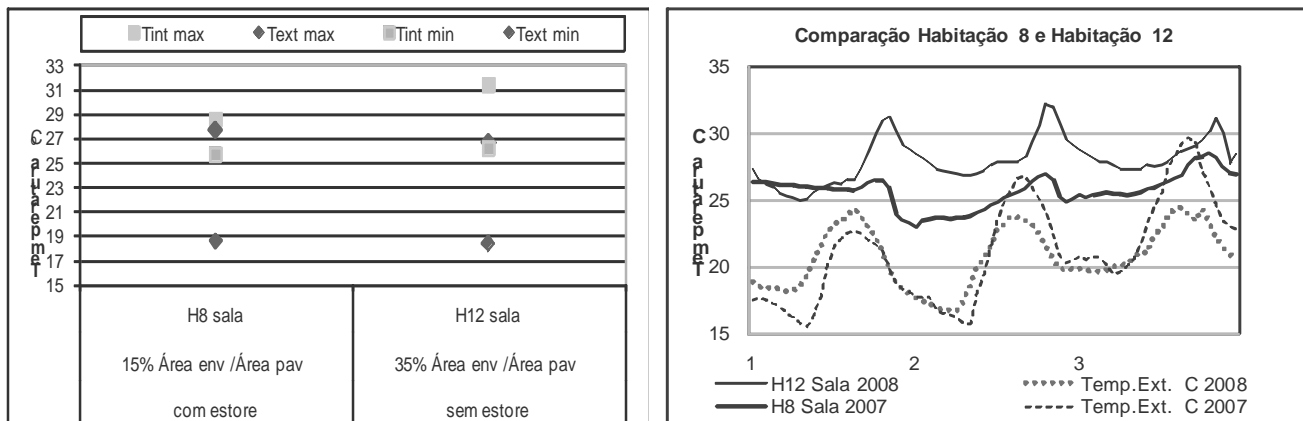 Tint max Text max Tint min Text min
33
31
29
27
25
23
21
19
17
15
Temperatura ºC
H8 sala H12 sala
15% Área env /Área pav 35% Área env /Área pav
com estore sem estore
Comparação Habitação 8 e Habitação 12
35
30
25
20
15
Temperatura C
1 2 3
H12 Sala 2008 Temp.Ext. C 2008
H8 Sala 2007 Temp.Ext. C 2007